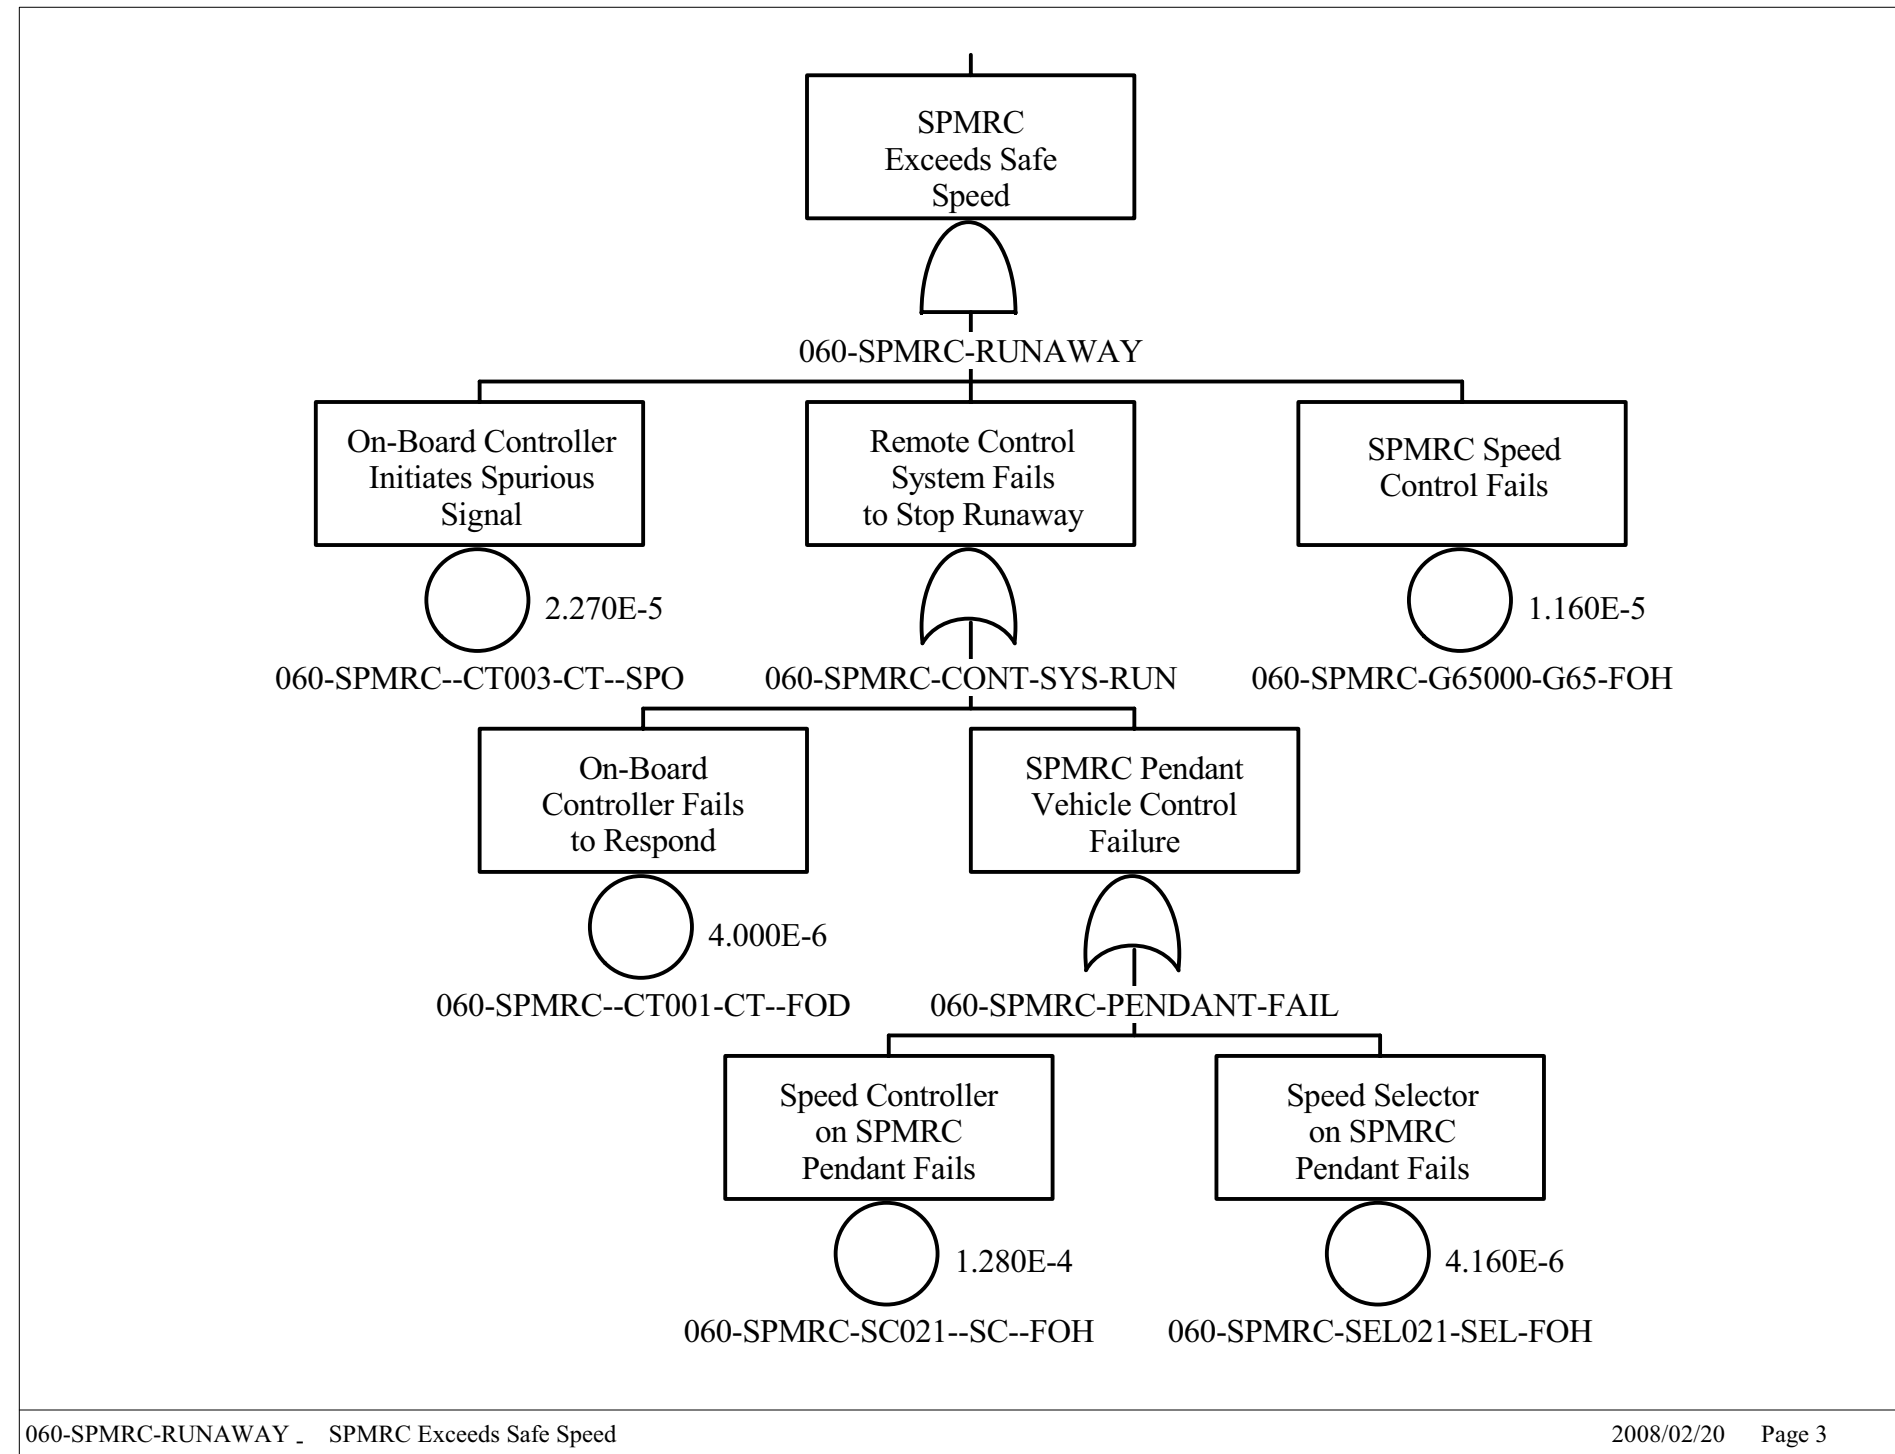 SPMRC
Exceeds Safe
Speed
060-SPMRC-RUNAWAY
On-Board Controller
Initiates Spurious
Signal
2.270E-5
060-SPMRC--CT003-CT--SPO
Remote Control
System Fails
to Stop Runaway
060-SPMRC-CONT-SYS-RUN
SPMRC Speed
Control Fails
1.160E-5
060-SPMRC-G65000-G65-FOH
On-Board
Controller Fails
to Respond
4.000E-6
060-SPMRC--CT001-CT--FOD
SPMRC Pendant
Vehicle Control
Failure
060-SPMRC-PENDANT-FAIL
Speed Controller
on SPMRC
Pendant Fails
1.280E-4
060-SPMRC-SC021--SC--FOH
Speed Selector
on SPMRC
Pendant Fails
4.160E-6
060-SPMRC-SEL021-SEL-FOH
060-SPMRC-RUNAWAY - SPMRC Exceeds Safe Speed
2008/02/20 Page 3